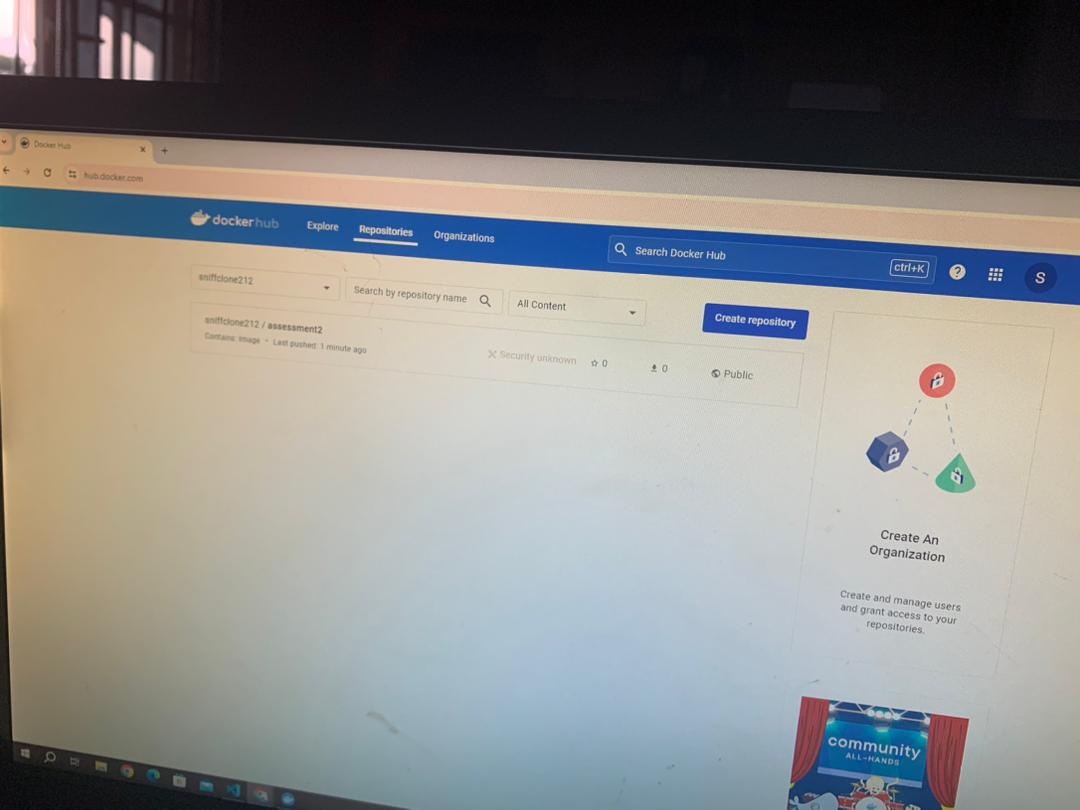 Docker Hub
hub.docker.com
dockerhub
Explore
Repositories
Organizations
Search Docker Hub
ctrl+K
?
S
sniffclone212
Search by repository name
All Content
Create repository
sniffclone212 / assessment2
Contains: Image • Last pushed: 1 minute ago
Security unknown
0
0
Public
Create An
Organization
Create and manage users
and grant access to your
repositories.
community
ALL-HANDS